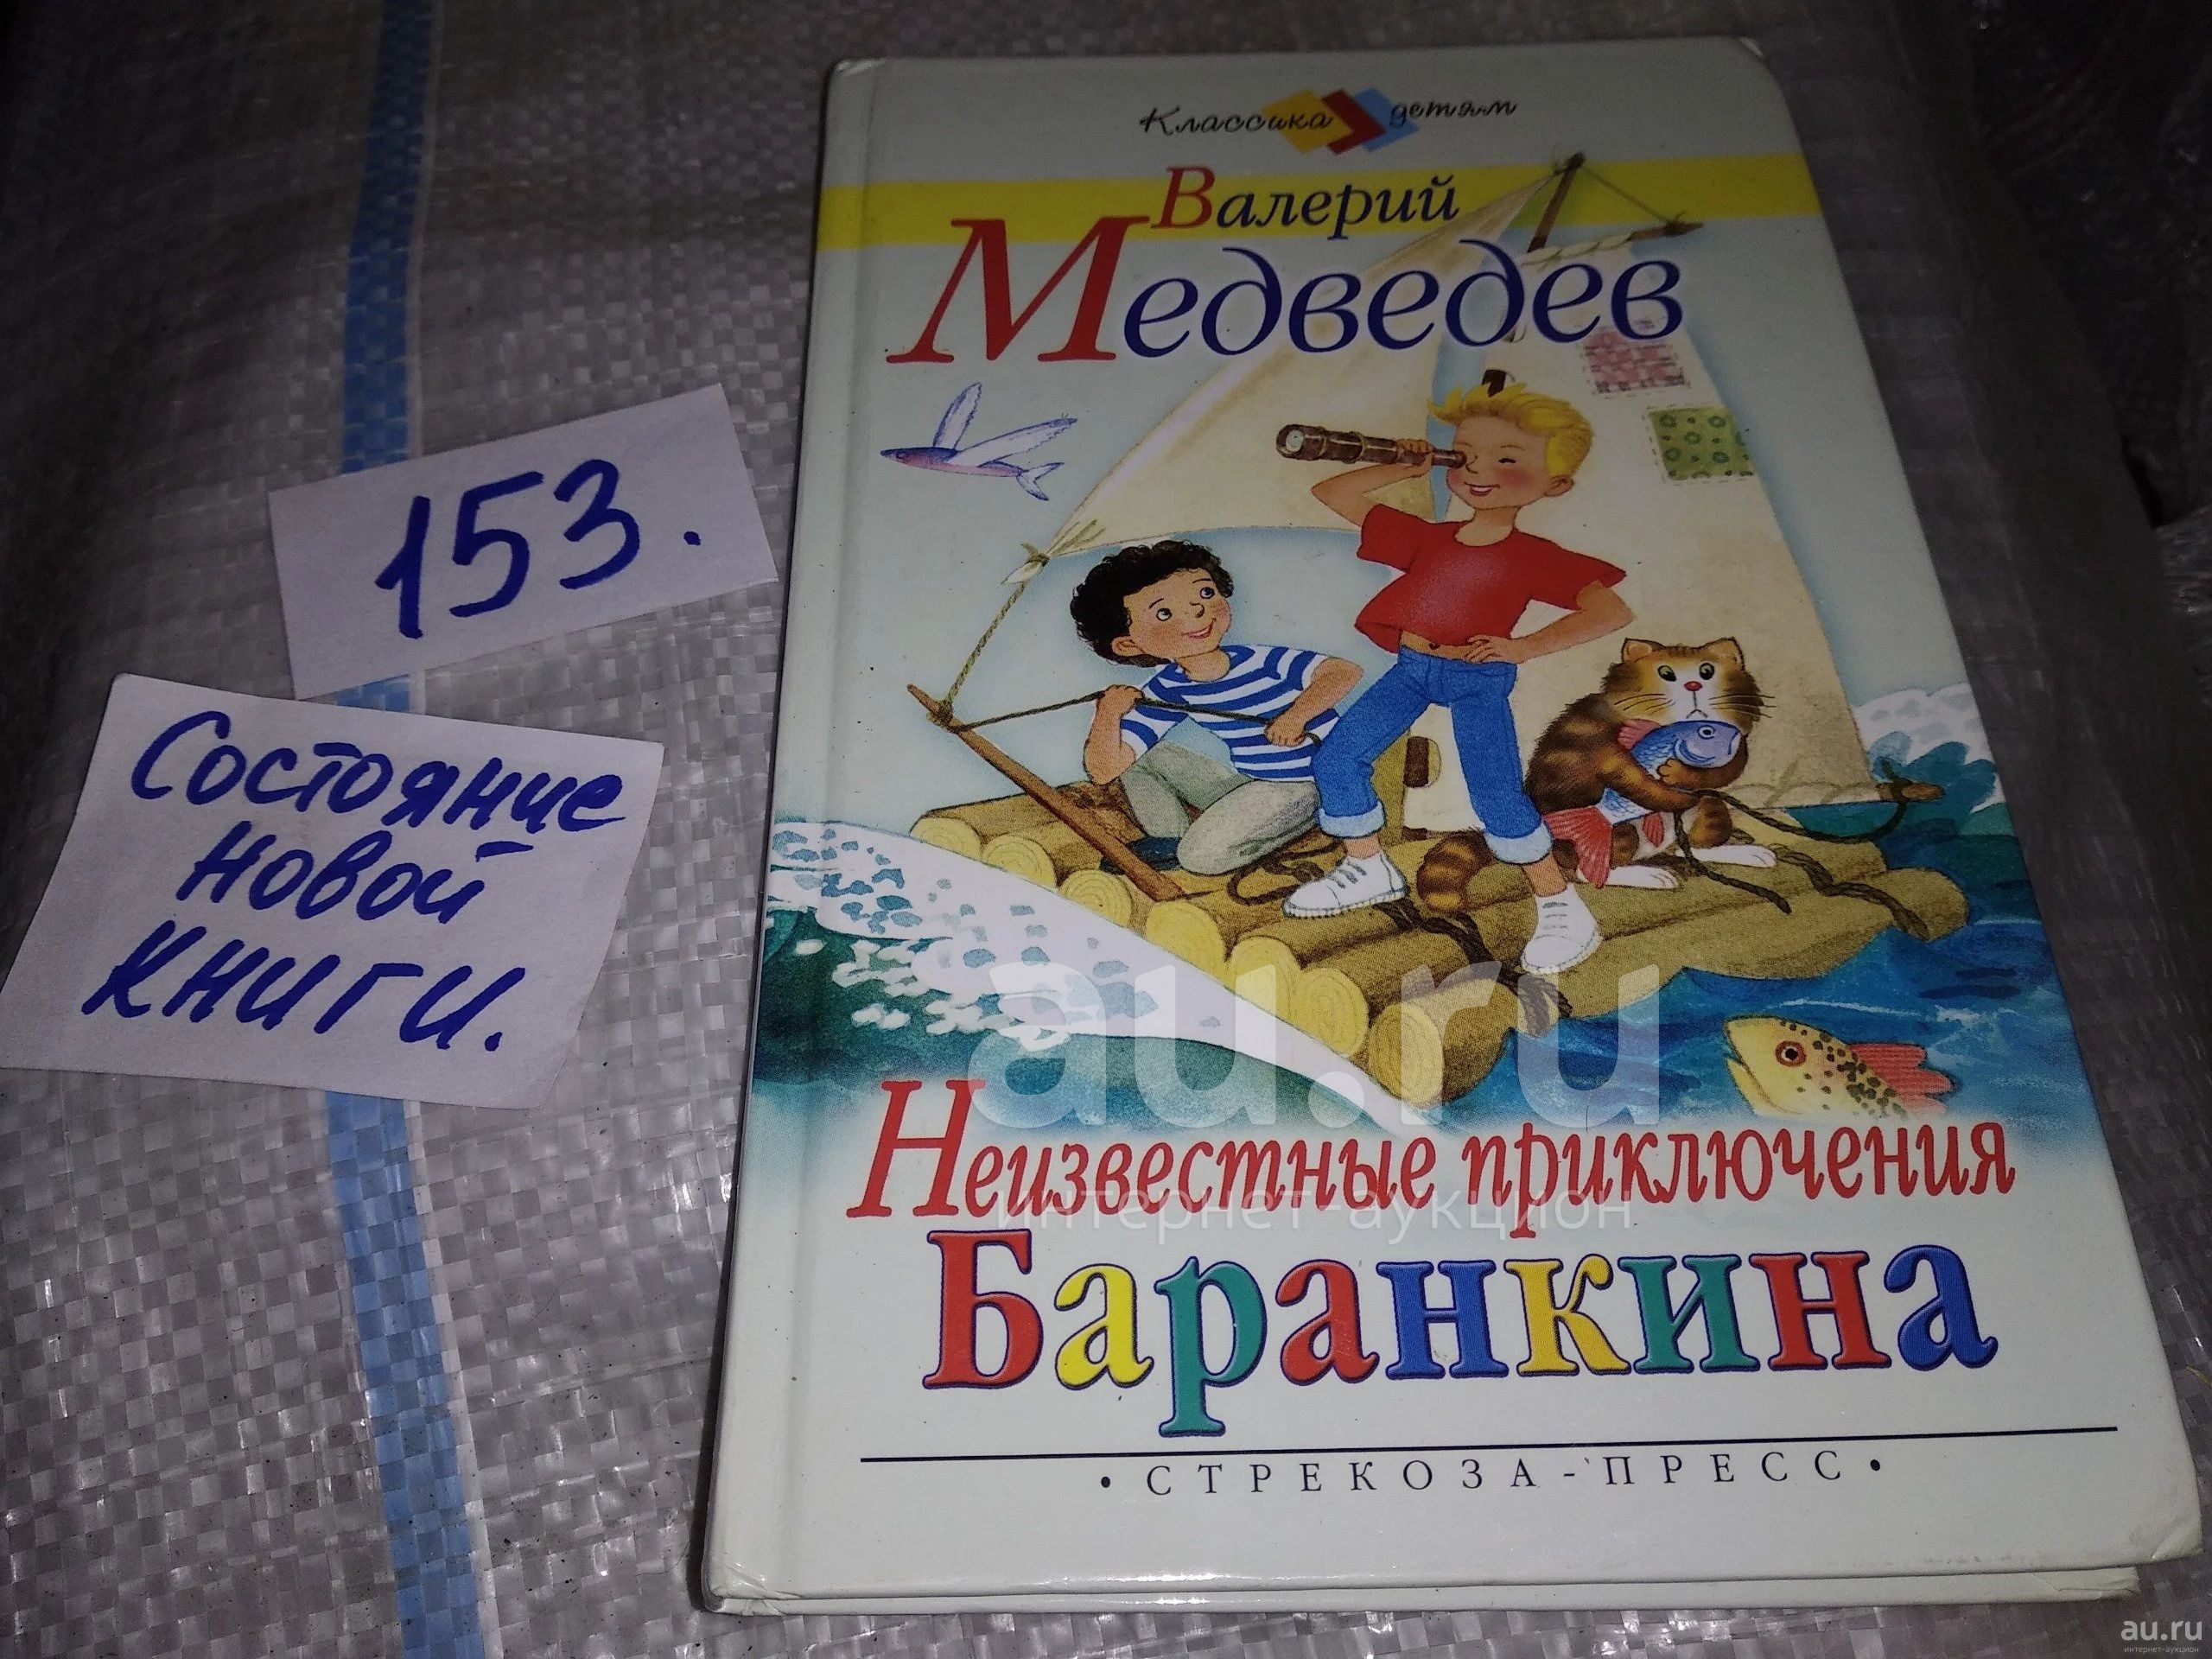 Классика детям
Валерий
Медведев
153.
Состояние
новой
книги.
au.ru
Неизвестные приключения
интернет-аукцион
Баранкина
• СТРЕКОЗА-ПРЕСС •
au.ru
интернет-аукцион